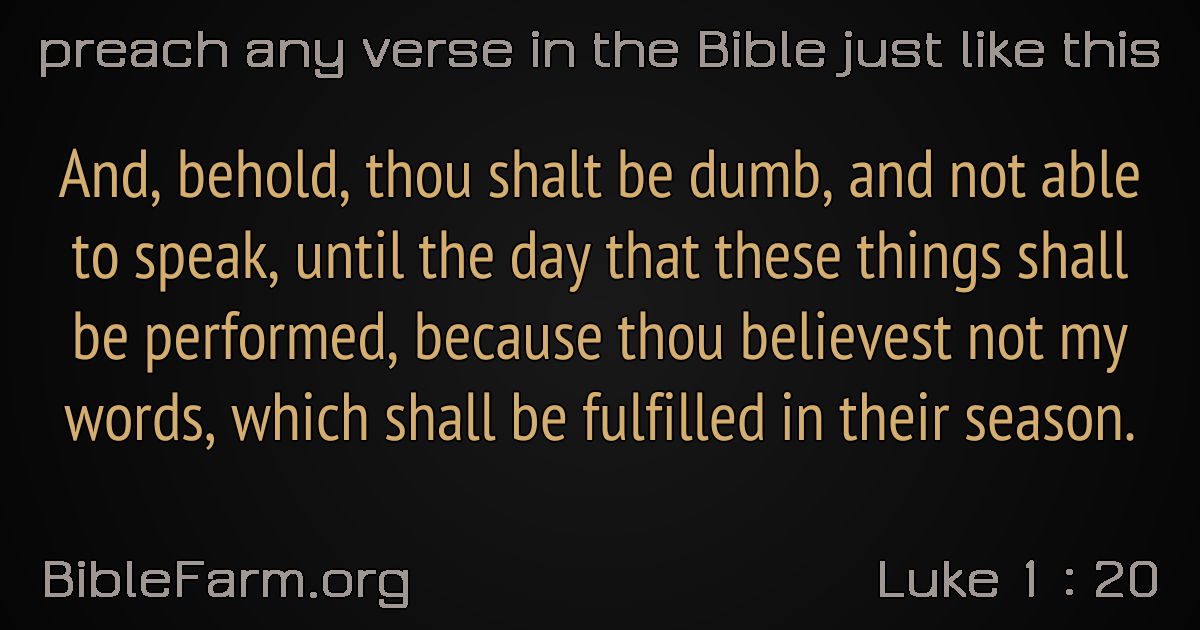 preach any verse in the Bible just like this
And, behold, thou shalt be dumb, and not able
to speak, until the day that these things shall
be performed, because thou believest not my
words, which shall be fulfilled in their season.
BibleFarm.org
Luke 1 : 20